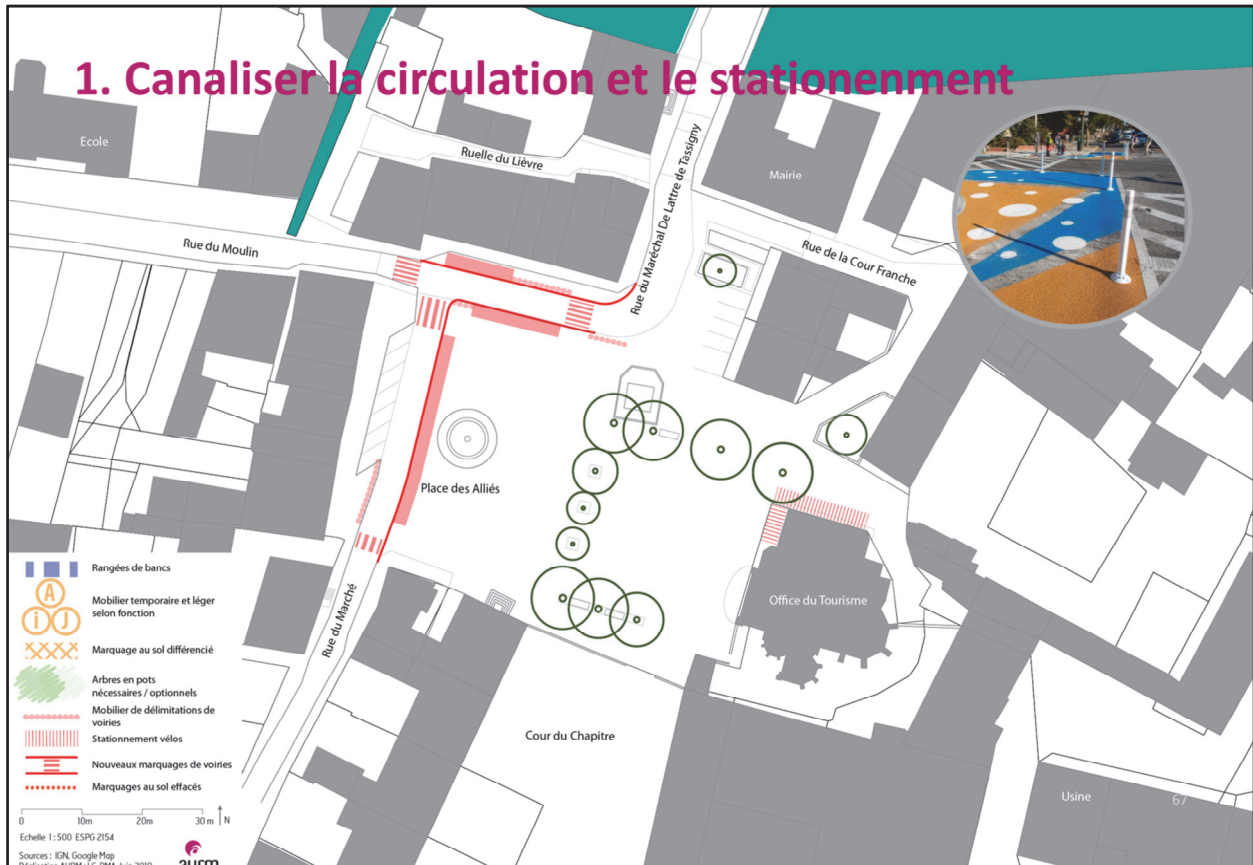 1. Canaliser la circulation et le stationenment
Ecole
Ruelle du Lièvre
Rue du Maréchal De Lattre de Tassigny
Mairie
Rue du Moulin
Rue de la Cour Franche
Place des Alliés
Rue du Marché
Office du Tourisme
Cour du Chapitre
Usine
67
Rangées de bancs
A
i J
Mobilier temporaire et léger
selon fonction
Marquage au sol différencié
Arbres en pots
nécessaires / optionnels
Mobilier de délimitations de
voiries
Stationnement vélos
Nouveaux marquages de voiries
Marquages au sol effacés
0 10m 20m 30 m N
Echelle 1:500 ESPG 2154
Sources : IGN, Google Map
aurm